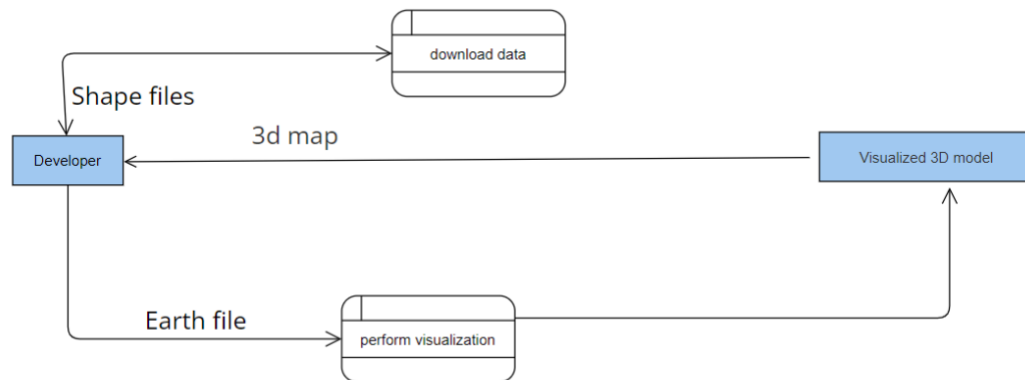 download data
Shape files
3d map
Developer
Visualized 3D model
Earth file
perform visualization